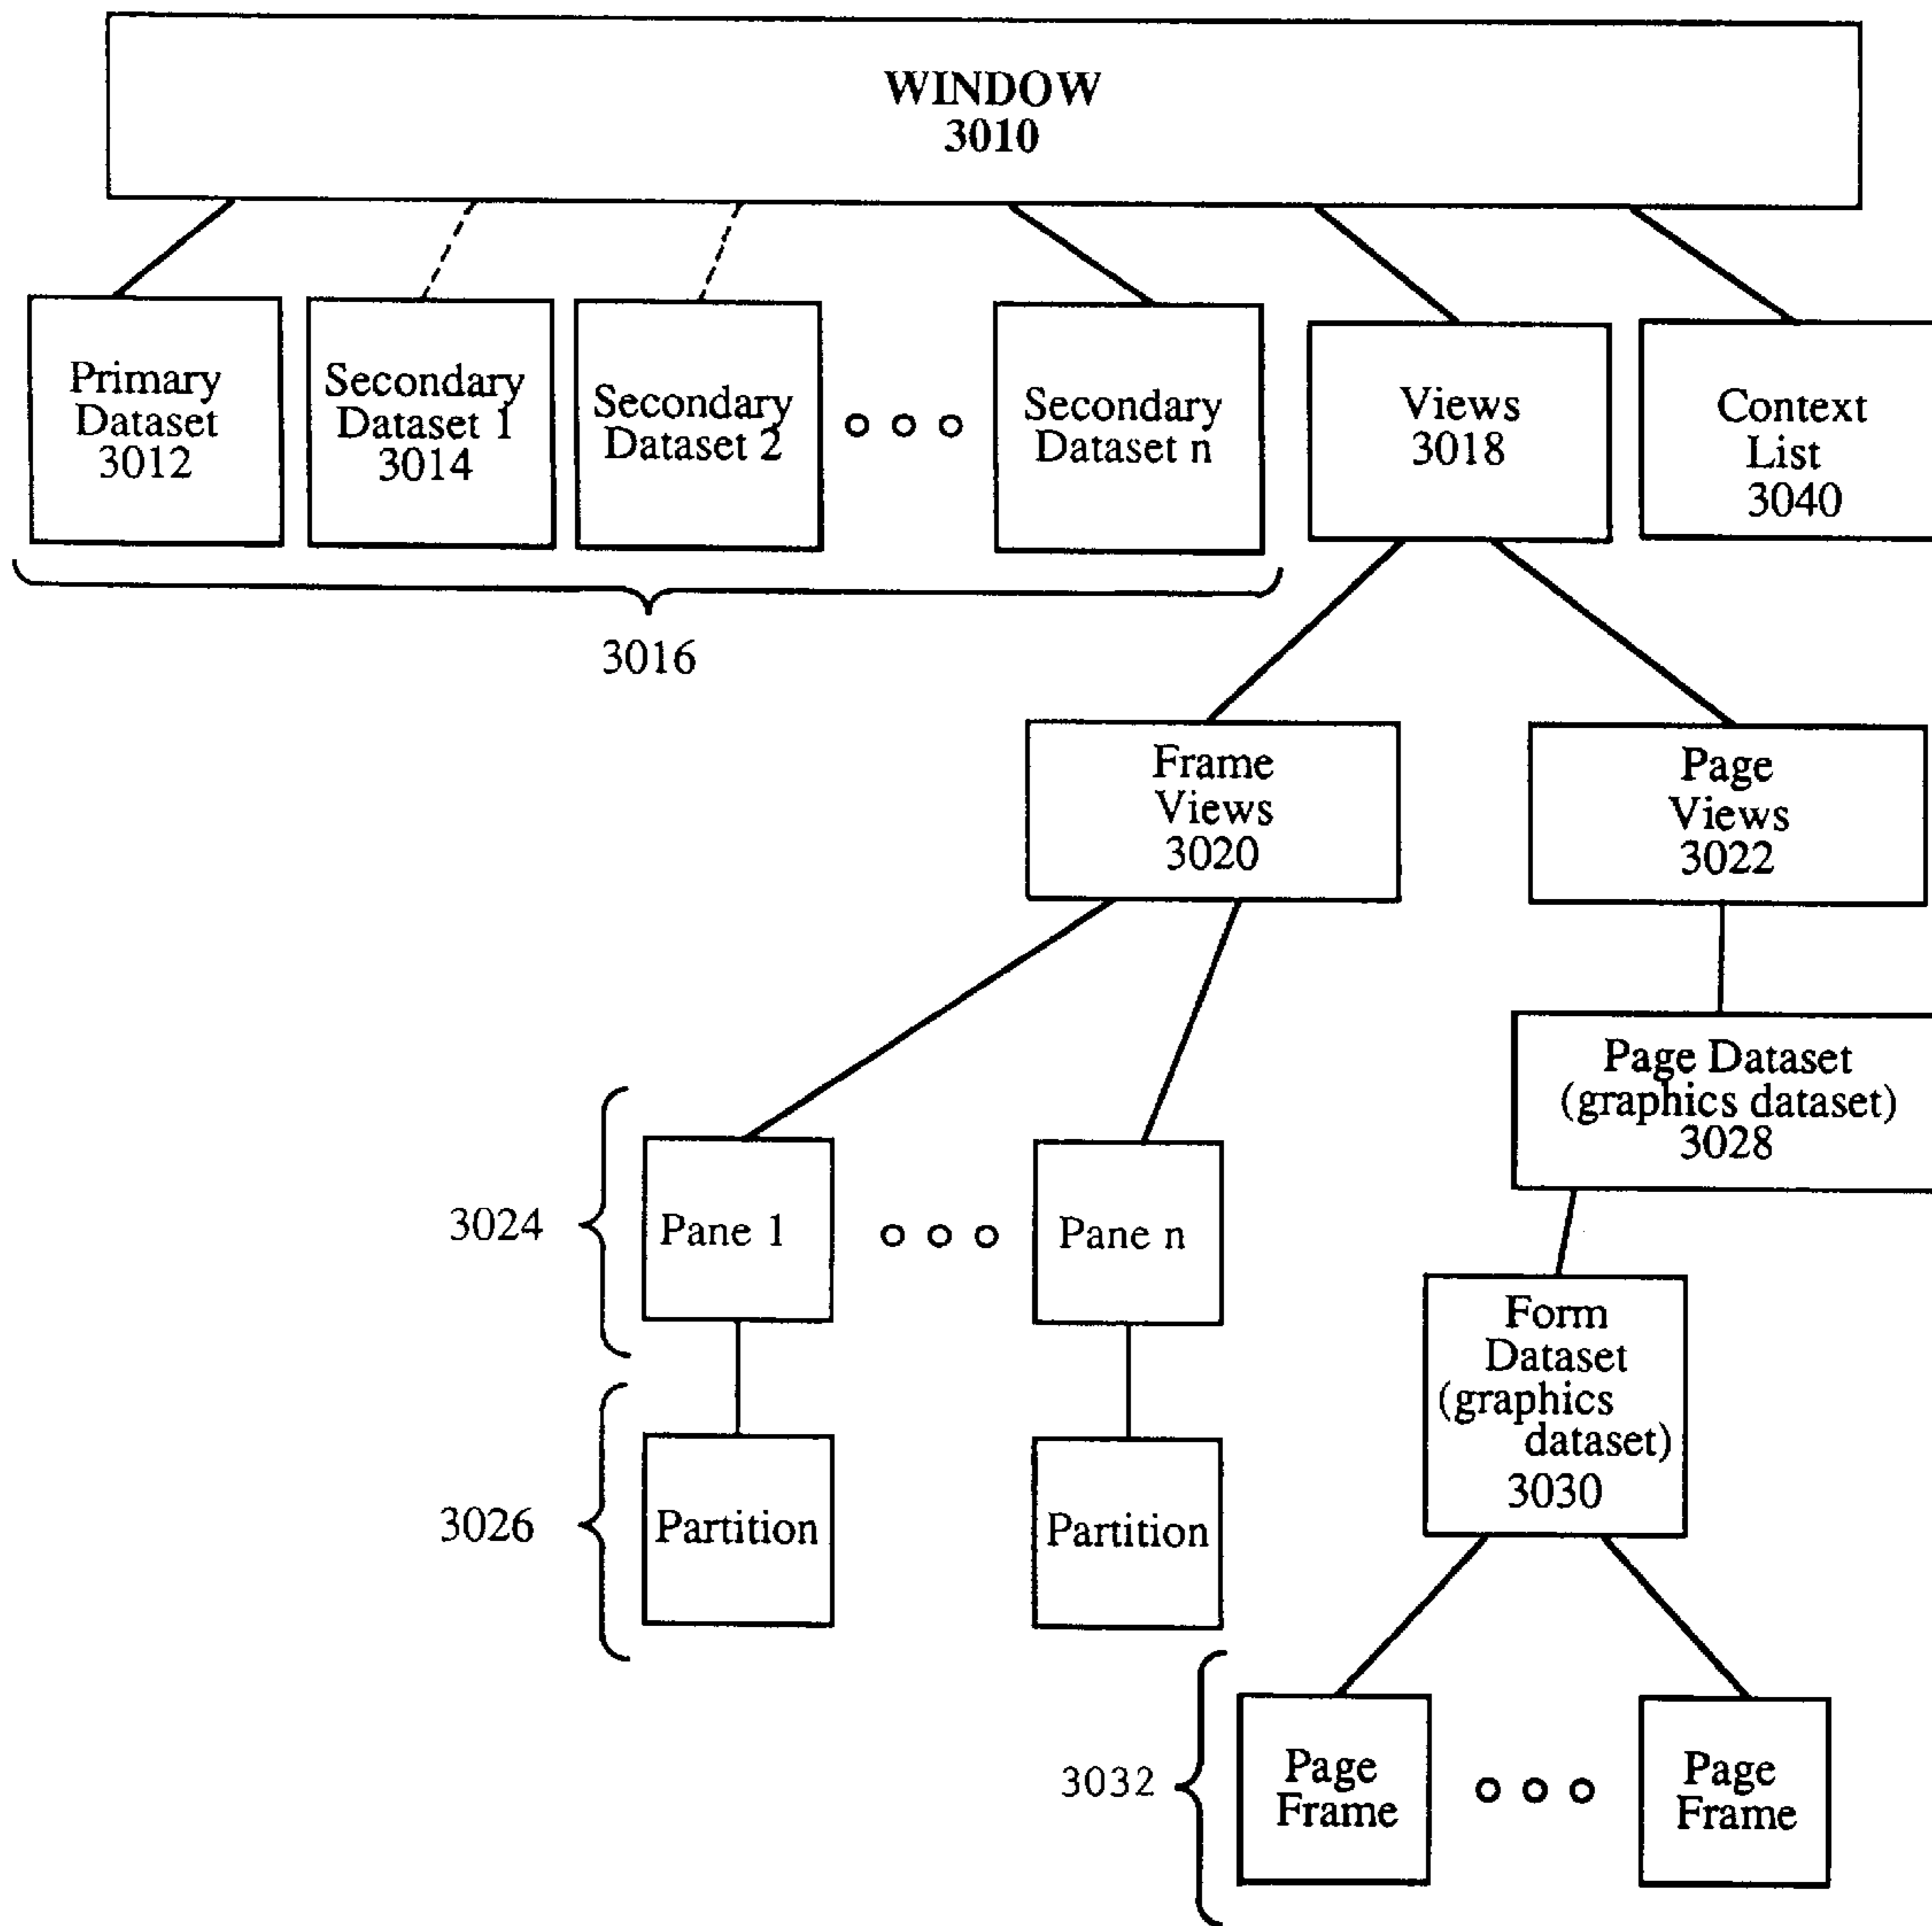 WINDOW
3010
Primary
Dataset
3012
Secondary
Dataset 1
3014
Secondary
Dataset 2
Secondary
Dataset n
Views
3018
Context
List
3040
3016
Frame
Views
3020
Page
Views
3022
Page Dataset
(graphics dataset)
3028
3024
Pane 1
Pane n
Form
Dataset
(graphics
dataset)
3030
3026
Partition
Partition
3032
Page
Frame
Page
Frame